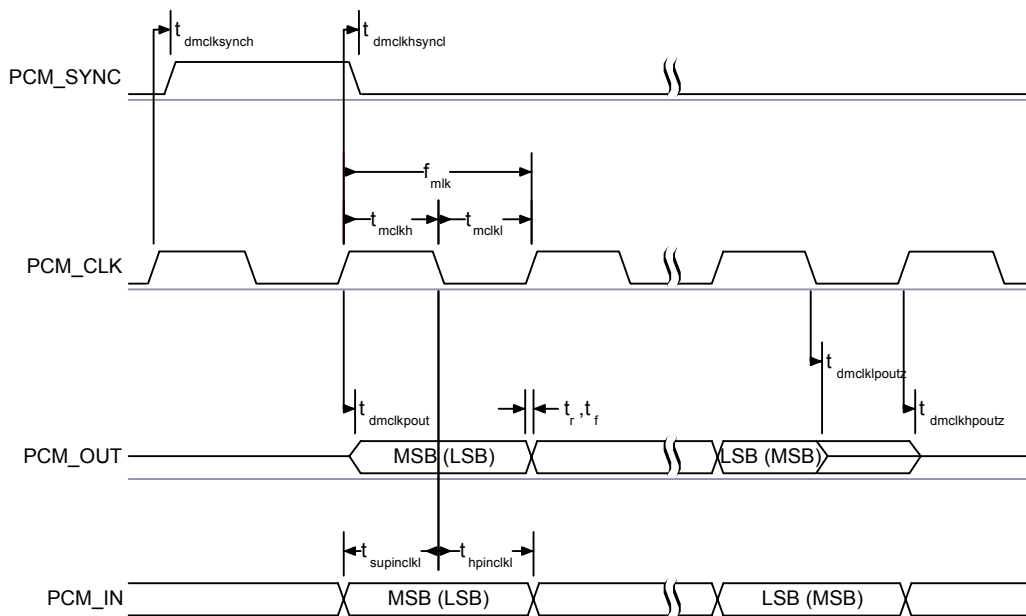 t dmclksynch
t dmclkhsyncl
PCM_SYNC
f mlk
t mclkh
t mclkl
PCM_CLK
t dmclklpoutz
t dmclkpout
t r ,t f
t dmclkhpoutz
PCM_OUT
MSB (LSB)
LSB (MSB)
t supinclkl
t hpinclkl
PCM_IN
MSB (LSB)
LSB (MSB)